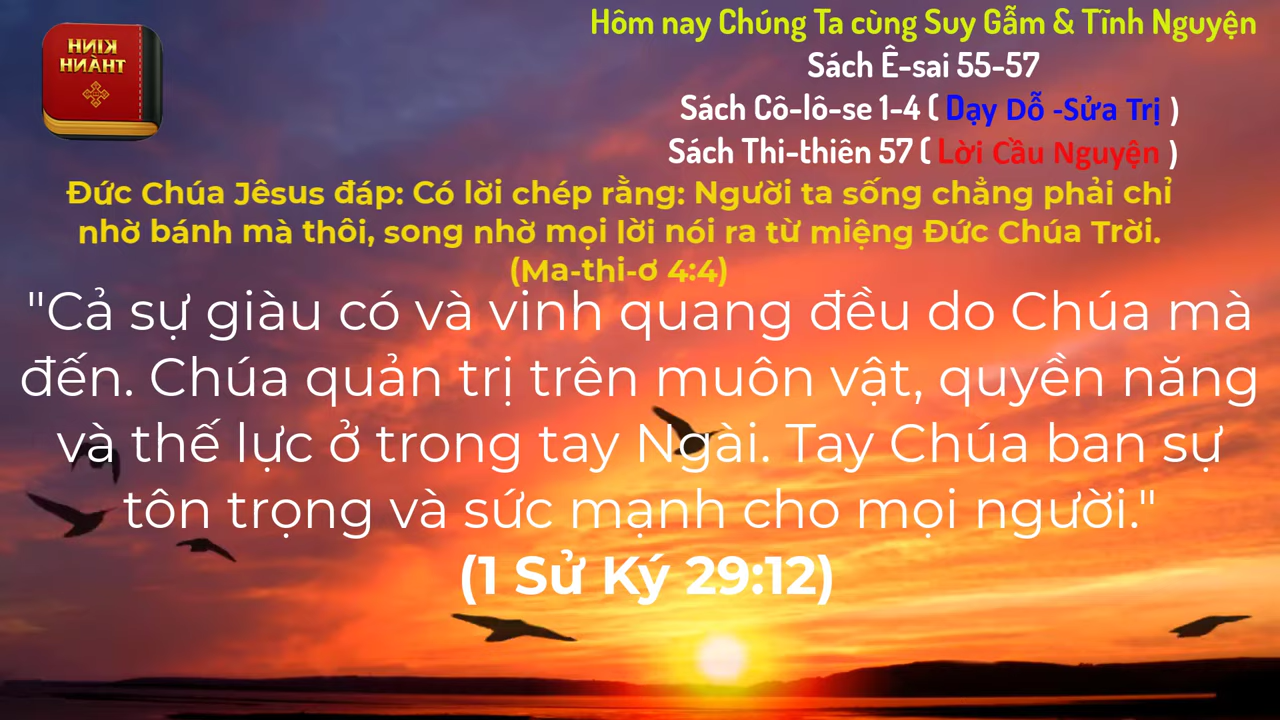 KINH
THÁNH
Hôm nay Chúng Ta cùng Suy Gẫm & Tĩnh Nguyện
Sách Ê-sai 55-57
Sách Cô-lô-se 1-4 ( Dạy Dỗ -Sửa Trị )
Sách Thi-thiên 57 ( Lời Cầu Nguyện )
Đức Chúa Jêsus đáp: Có lời chép rằng: Người ta sống chẳng phải chỉ
nhờ bánh mà thôi, song nhờ mọi lời nói ra từ miệng Đức Chúa Trời.
(Ma-thi-ơ 4:4)
"Cả sự giàu có và vinh quang đều do Chúa mà
đến. Chúa quản trị trên muôn vật, quyền năng
và thế lực ở trong tay Ngài. Tay Chúa ban sự
tôn trọng và sức mạnh cho mọi người."
(1 Sử Ký 29:12)